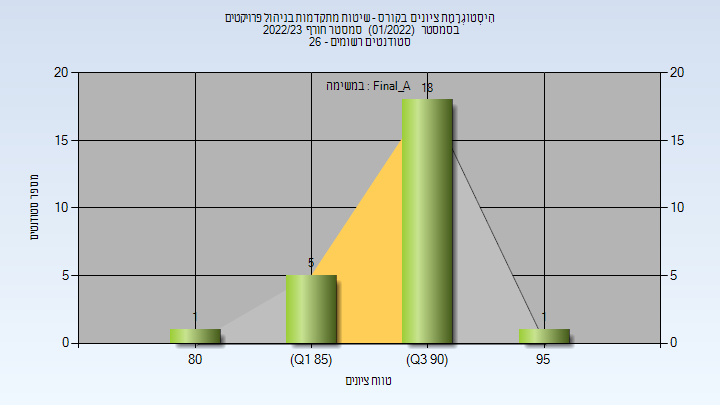 היסטוגרמת ציונים בקורס - שיטות מתקדמות בניהול פרויקטים
בסמסטר (01/2022) סמסטר חורף 2022/23
סטודנטים רשומים - 26
במשימה : Final_A
20
15
10
5
0
20
15
10
5
0
1
5
18
1
80
(Q1 85)
(Q3 90)
95
מספר סטודנטים
טווח ציונים